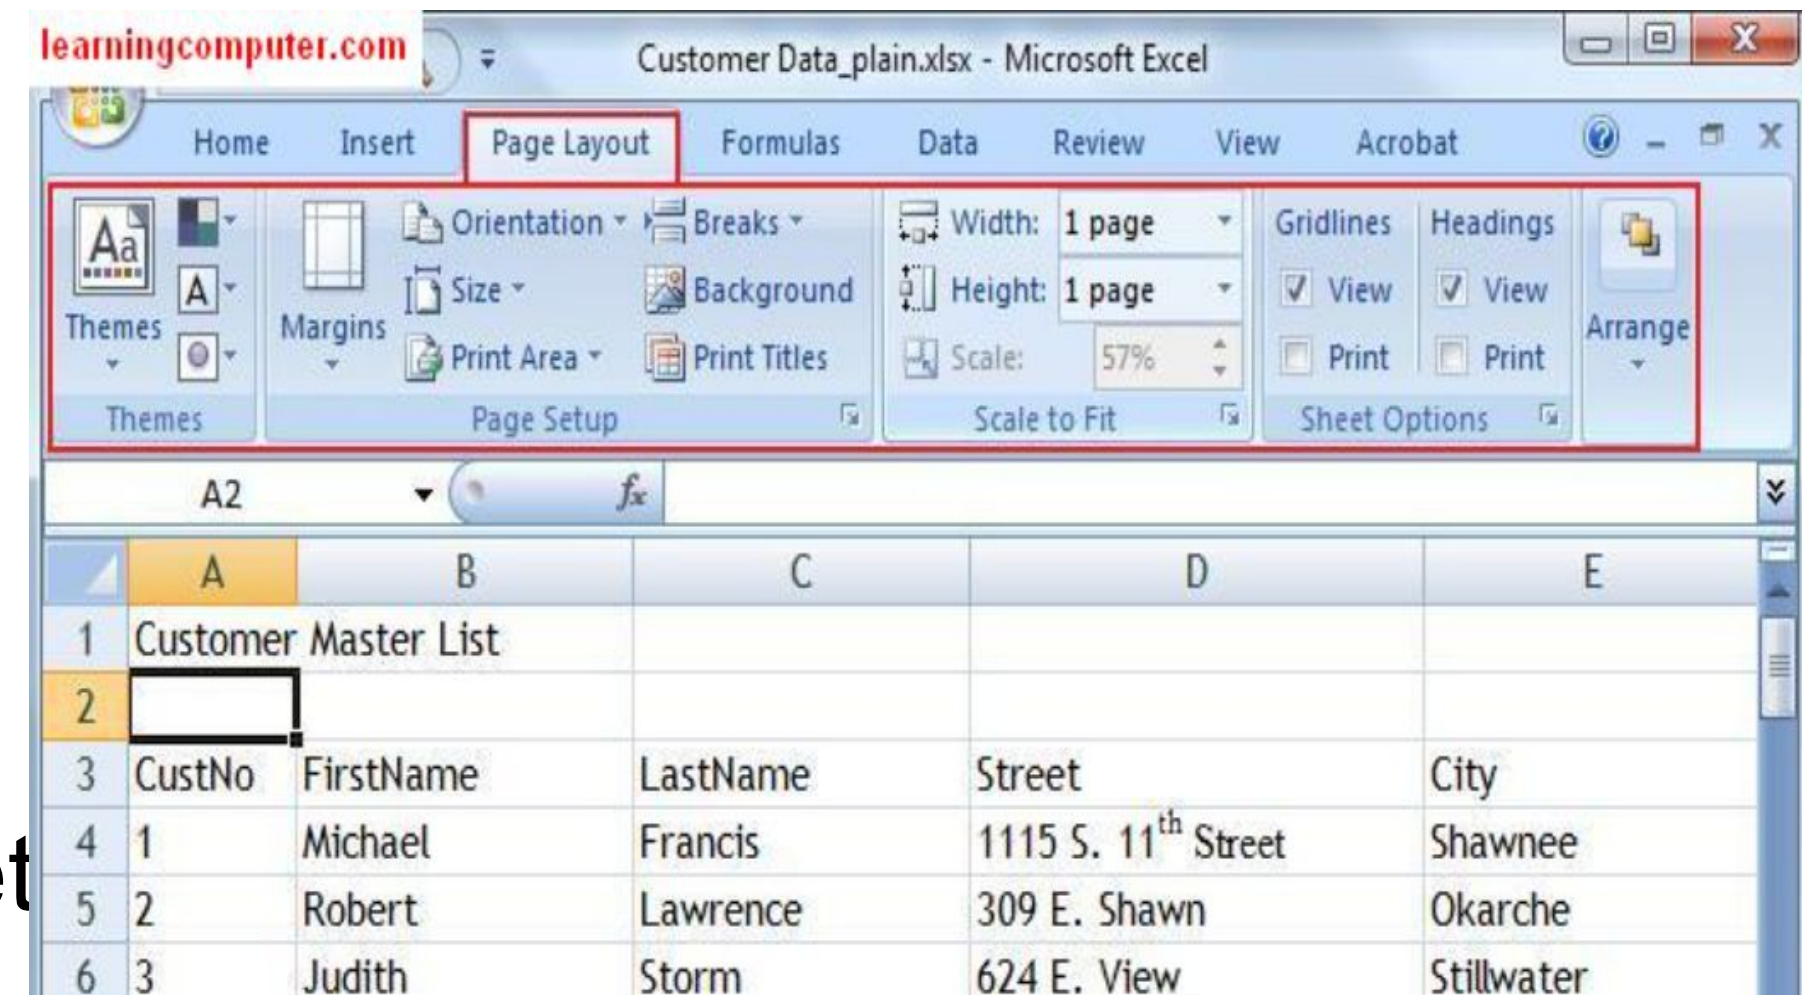 learningcomputer.com
Customer Data_plain.xlsx - Microsoft Excel
Home Insert Page Layout Formulas Data Review View Acrobat
Aa Orientation Breaks Width: 1 page Gridlines Headings
A Size Background Height: 1 page View View
Themes Margins Print Area Print Titles Scale: 57% Print Print Arrange
Themes Page Setup Scale to Fit Sheet Options
A2 fx
A B C D E
1 Customer Master List
2
3 CustNo FirstName LastName Street City
4 1 Michael Francis 1115 S. 11th Street Shawnee
et
5 2 Robert Lawrence 309 E. Shawn Okarche
6 3 Judith Storm 624 E. View Stillwater